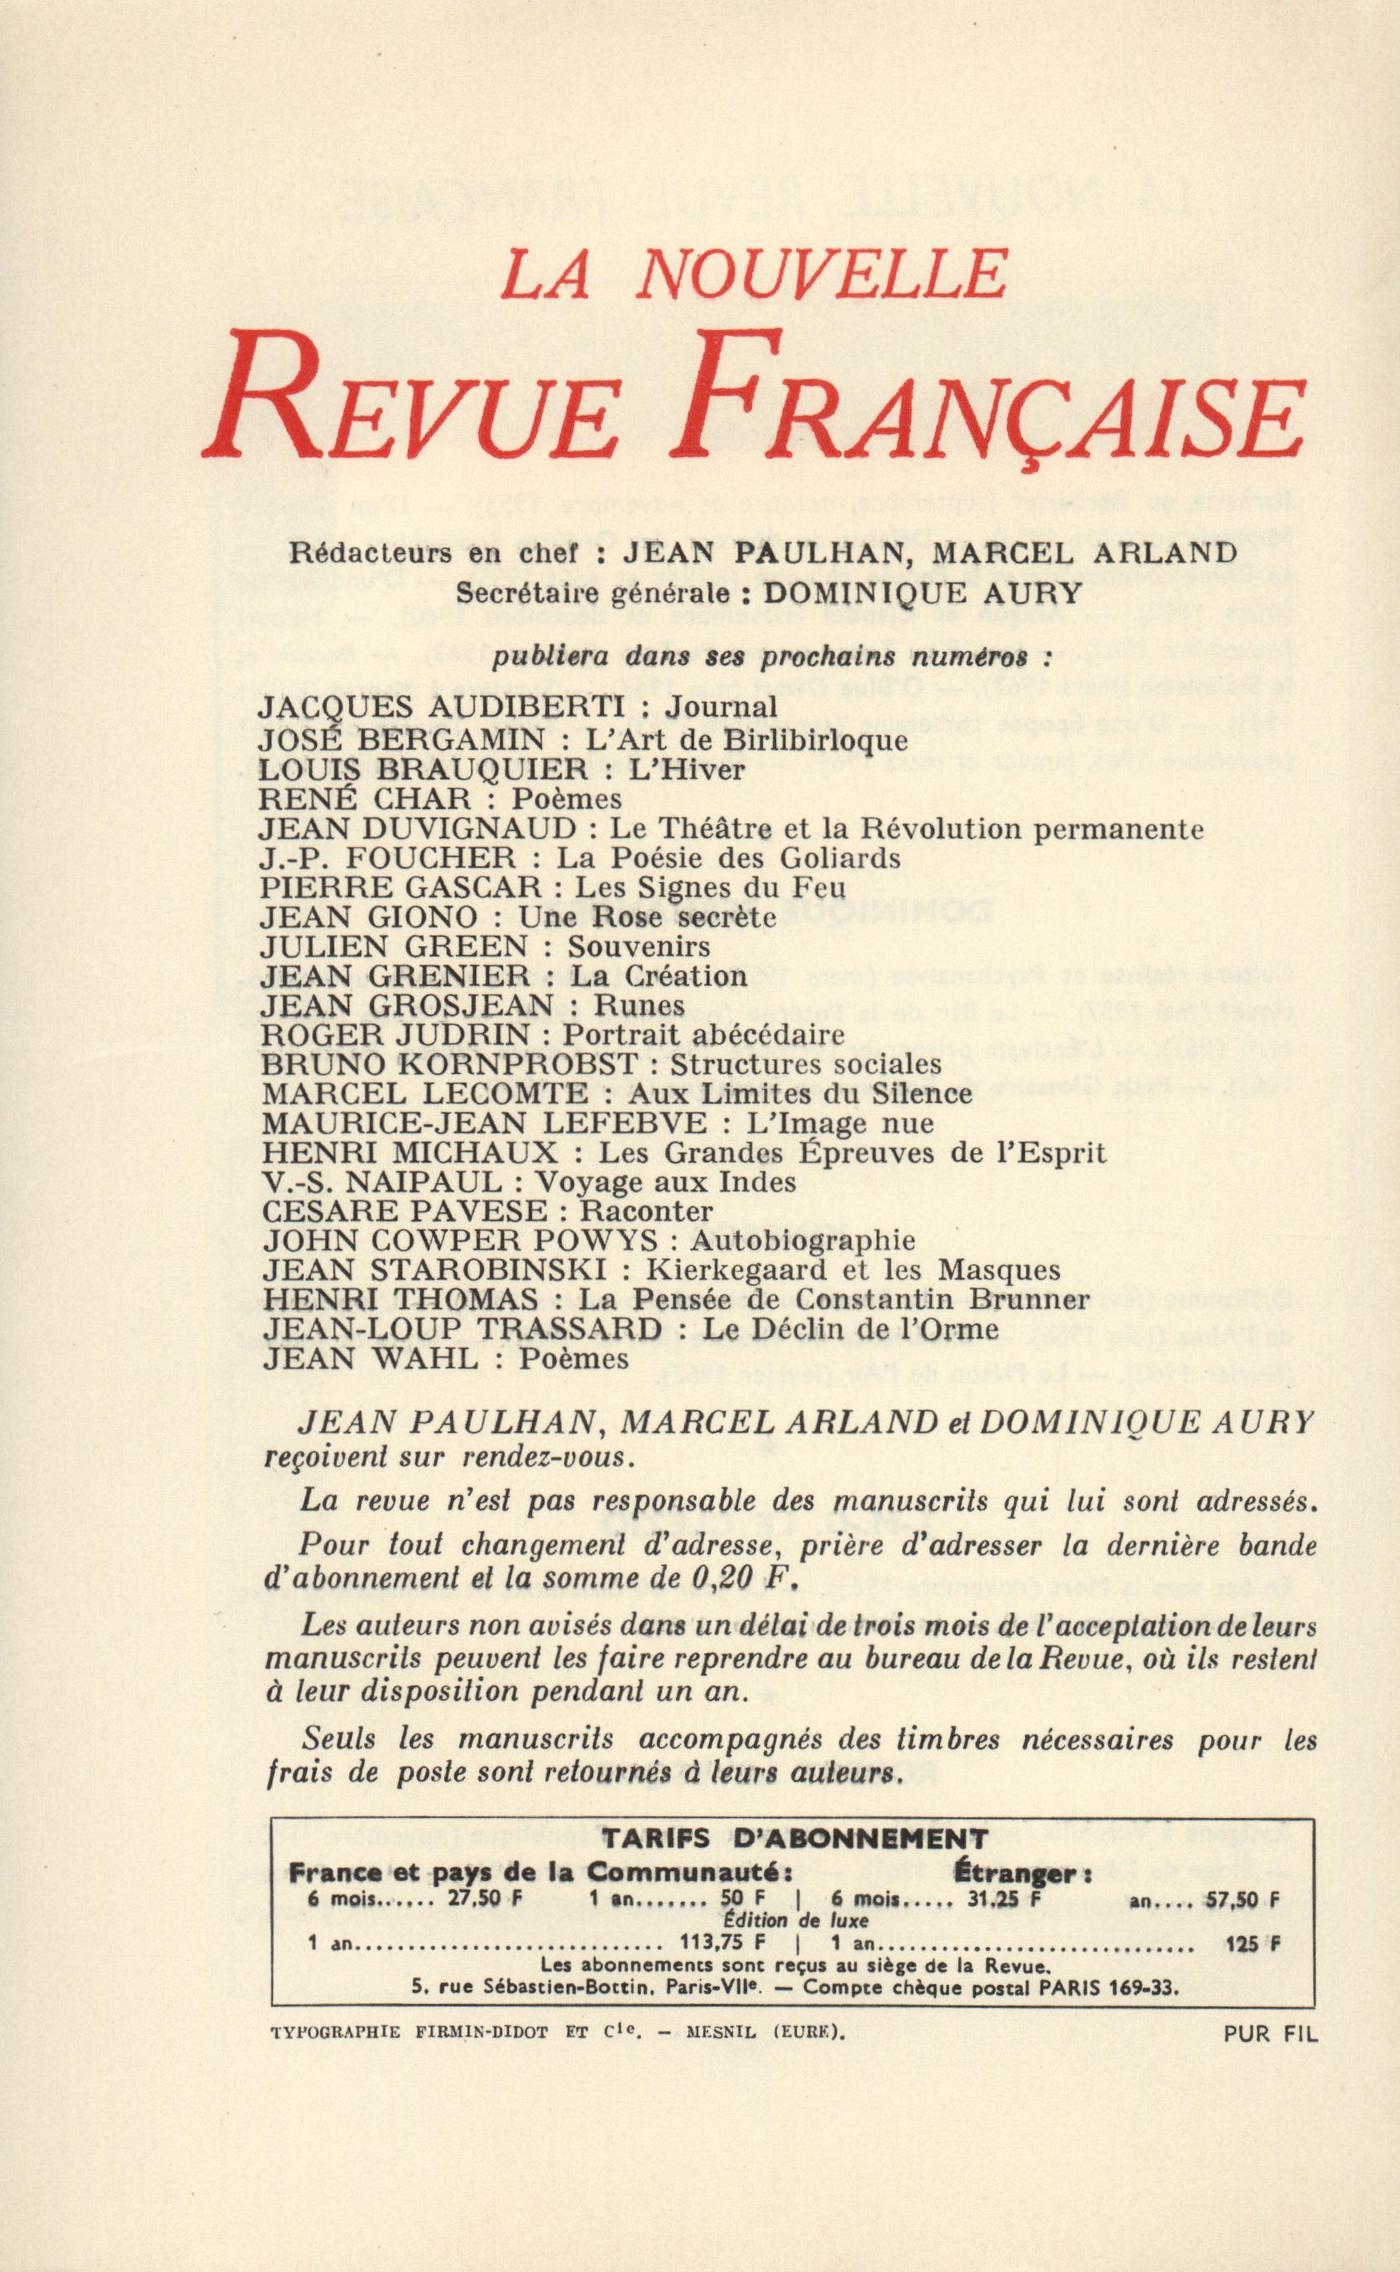 LA NOUVELLE
REVUE FRANÇAISE
Rédacteurs en chef : JEAN PAULHAN, MARCEL ARLAND
Secrétaire générale : DOMINIQUE AURY
publiera dans ses prochains numéros :
JACQUES AUDIBERTI : Journal
JOSÉ BERGAMIN : L'Art de Birlibirloque
LOUIS BRAUQUIER : L'Hiver
RENÉ CHAR : Poèmes
JEAN DUVIGNAUD : Le Théâtre et la Révolution permanente
J.-P. FOUCHER : La Poésie des Goliards
PIERRE GASCAR : Les Signes du Feu
JEAN GIONO : Une Rose secrète
JULIEN GREEN : Souvenirs
JEAN GRENIER : La Création
JEAN GROSJEAN : Runes
ROGER JUDRIN : Portrait abécédaire
BRUNO KORNPROBST : Structures sociales
MARCEL LECOMTE : Aux Limites du Silence
MAURICE-JEAN LEFEBVE : L'Image nue
HENRI MICHAUX : Les Grandes Épreuves de l'Esprit
V.-S. NAIPAUL : Voyage aux Indes
CESARE PAVESE : Raconter
JOHN COWPER POWYS : Autobiographie
JEAN STAROBINSKI : Kierkegaard et les Masques
HENRI THOMAS : La Pensée de Constantin Brunner
JEAN-LOUP TRASSARD : Le Déclin de l'Orme
JEAN WAHL : Poèmes
JEAN PAULHAN, MARCEL ARLAND et DOMINIQUE AURY
reçoivent sur rendez-vous.
La revue n'est pas responsable des manuscrits qui lui sont adressés.
Pour tout changement d'adresse, prière d'adresser la dernière bande
d'abonnement et la somme de 0,20 F.
Les auteurs non avisés dans un délai de trois mois de l'acceptation de leurs
manuscrits peuvent les faire reprendre au bureau de la Revue, où ils restent
à leur disposition pendant un an.
Seuls les manuscrits accompagnés des timbres nécessaires pour les
frais de poste sont retournés à leurs auteurs.
TARIFS D'ABONNEMENT
France et pays de la Communauté : Étranger :
6 mois...... 27,50 F 1 an....... 50 F | 6 mois..... 31,25 F an.... 57,50 F
Édition de luxe
1 an............................. 113,75 F | 1 an.............................. 125 F
Les abonnements sont reçus au siège de la Revue.
5, rue Sébastien-Bottin, Paris-VIIe. — Compte chèque postal PARIS 169-33.
TYPOGRAPHIE FIRMIN-DIDOT ET Cie. — MESNIL (EURE). PUR FIL